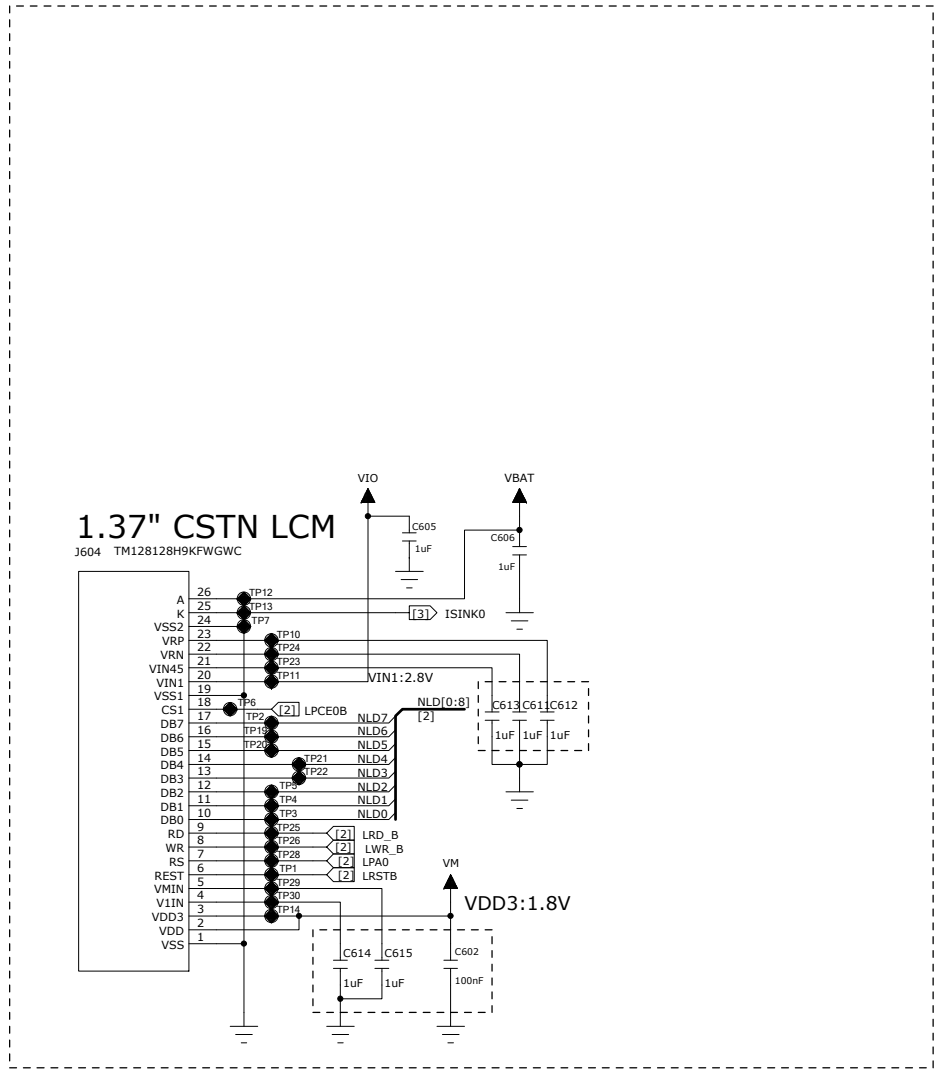 VIO
VBAT
1.37" CSTN LCM
C605
1uF
C606
1uF
J604 TM128128H9KFWGWC
A 26 TP12
K 25 TP13 [3] ISINK0
VSS2 24 TP7
VRP 23 TP10
VRN 22 TP24
VIN45 21 TP23
VIN1 20 TP11 VIN1:2.8V
VSS1 19
CS1 18 TP6 [2] LPCE0B
NLD[0:8]
[2]
C613 C611 C612
1uF 1uF 1uF
DB7 17 TP2 NLD7
DB6 16 TP19 NLD6
DB5 15 TP20 NLD5
DB4 14 TP21 NLD4
DB3 13 TP22 NLD3
DB2 12 TP5 NLD2
DB1 11 TP4 NLD1
DB0 10 TP3 NLD0
RD 9 TP25 [2] LRD_B
WR 8 TP26 [2] LWR_B
RS 7 TP28 [2] LPA0
REST 6 TP1 [2] LRSTB
VMIN 5 TP29
V1IN 4 TP30
VDD3 3 TP14
VDD 2
VSS 1
VM
VDD3:1.8V
C614 C615 C602
1uF 1uF 100nF